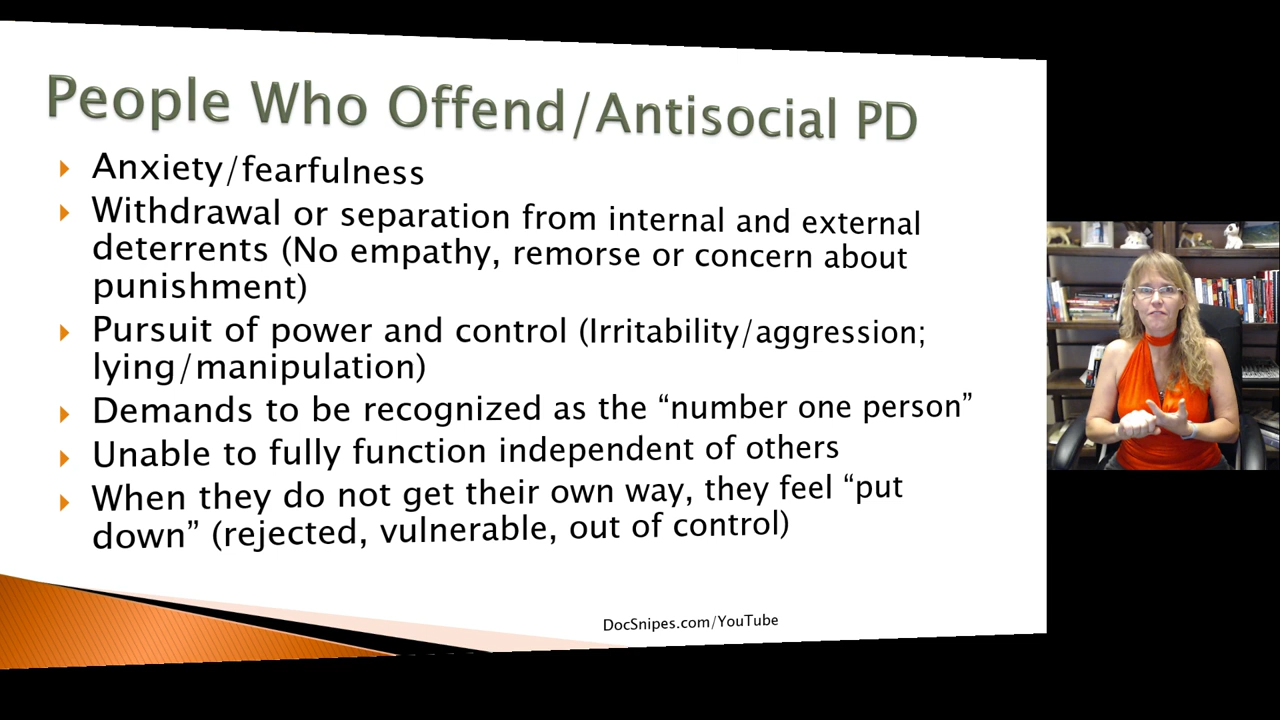 People Who Offend/Antisocial PD
Anxiety/fearfulness
Withdrawal or separation from internal and external
deterrents (No empathy, remorse or concern about
punishment)
Pursuit of power and control (Irritability/aggression;
lying/manipulation)
Demands to be recognized as the “number one person”
Unable to fully function independent of others
When they do not get their own way, they feel “put
down” (rejected, vulnerable, out of control)
DocSnipes.com/YouTube